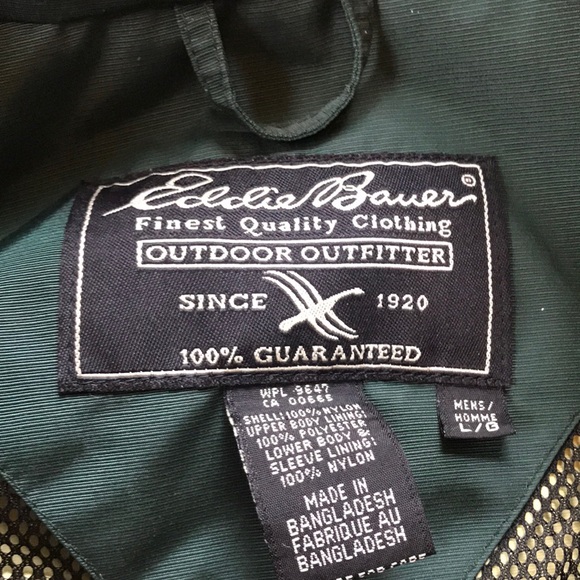 Eddie Bauer®
Finest Quality Clothing
OUTDOOR OUTFITTER
SINCE 1920
100% GUARANTEED
MENS/
HOMME
L/G
WPL 9647
CA 00665
SHELL:100% NYLON
UPPER BODY LINING:
100% POLYESTER
LOWER BODY &
SLEEVE LINING:
100% NYLON
MADE IN
BANGLADESH
FABRIQUE AU
BANGLADESH